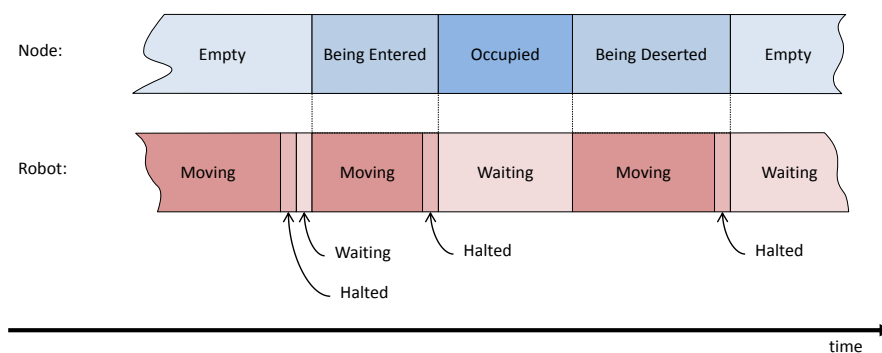 Node:
Empty
Being Entered
Occupied
Being Deserted
Empty
Robot:
Moving
Moving
Waiting
Moving
Waiting
Waiting
Halted
Halted
Halted
time